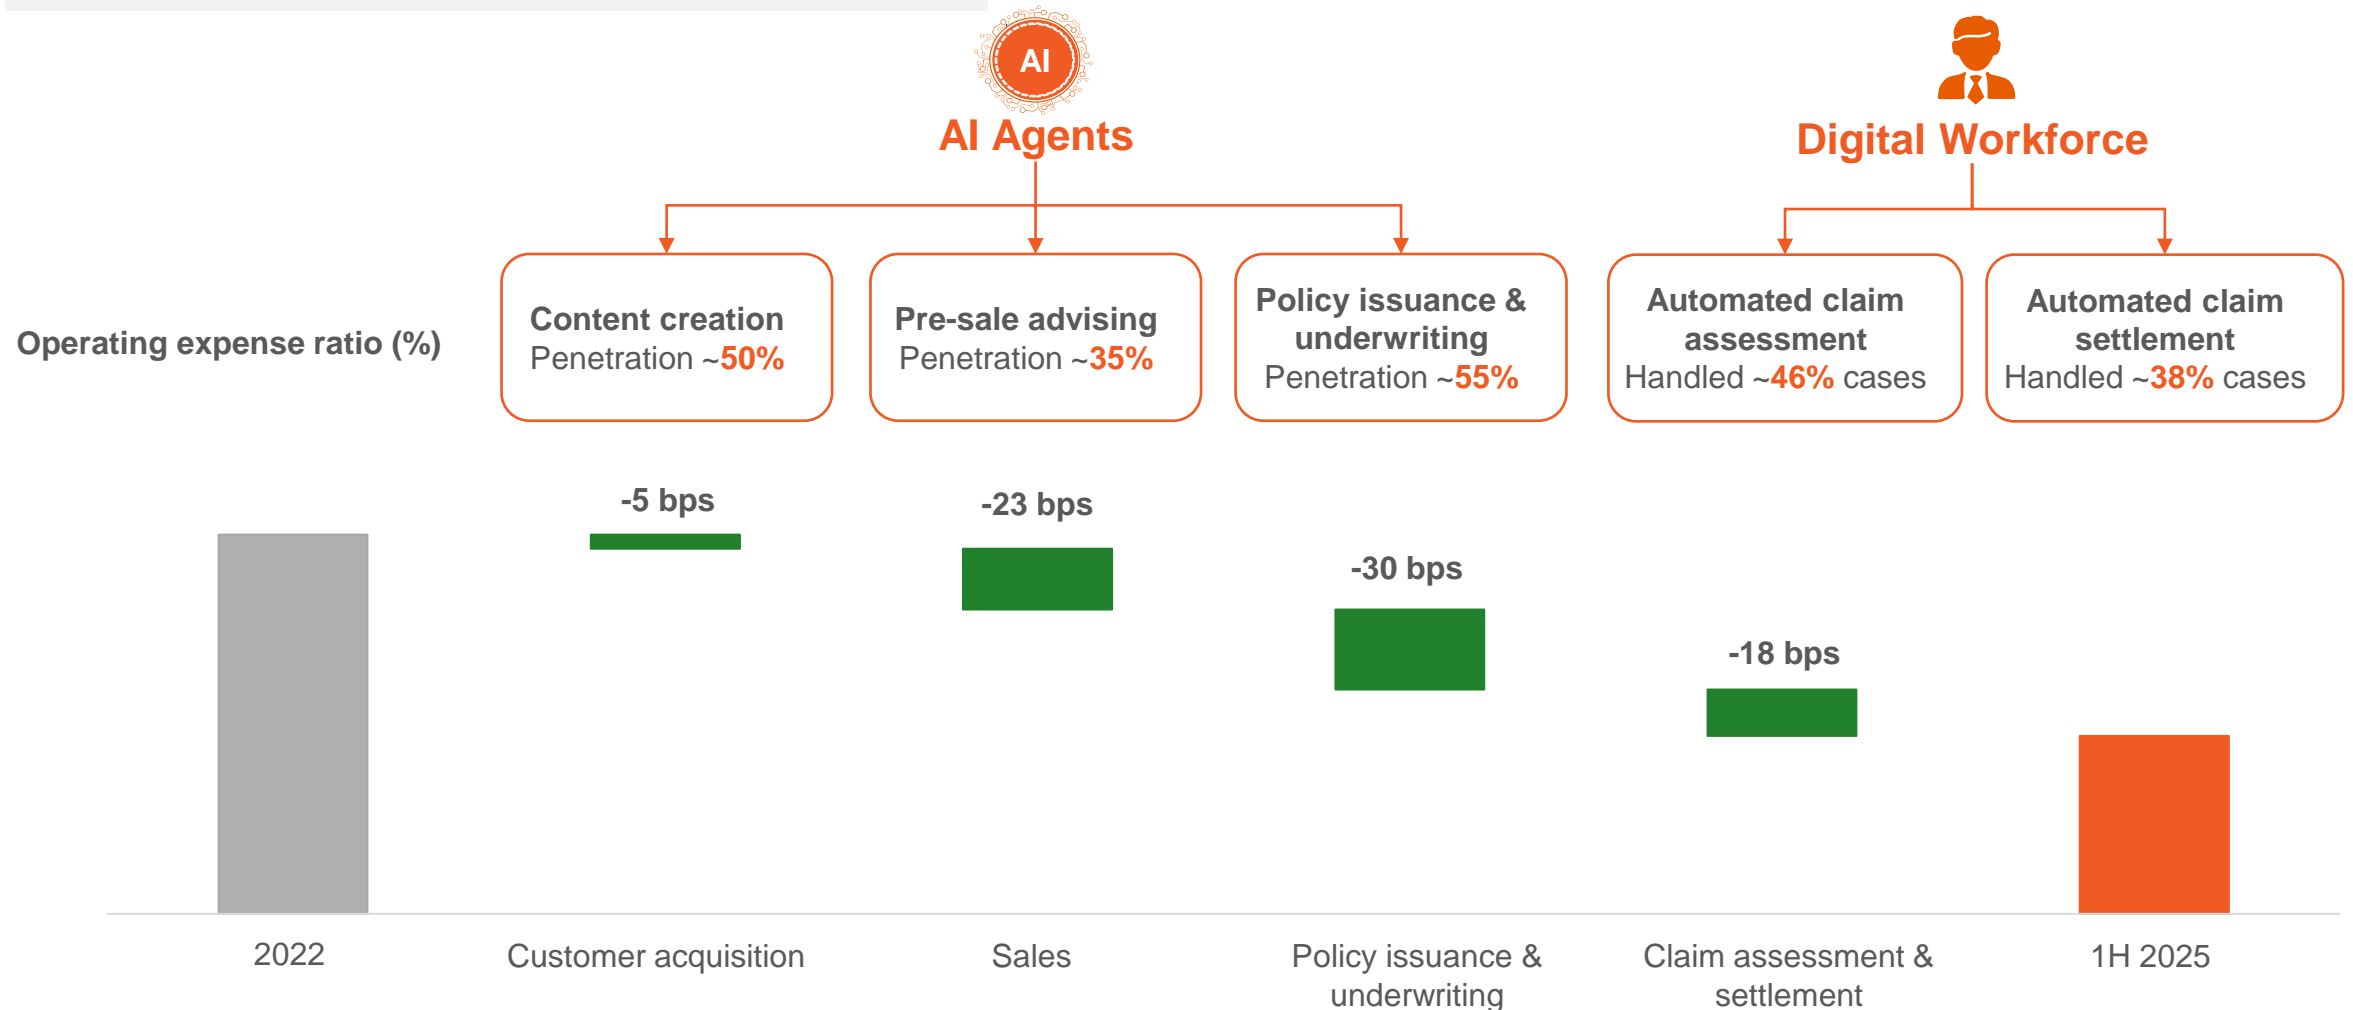 AI
AI Agents
Digital Workforce
Operating expense ratio (%)
Content creation
Penetration ~50%
Pre-sale advising
Penetration ~35%
Policy issuance &
underwriting
Penetration ~55%
Automated claim
assessment
Handled ~46% cases
Automated claim
settlement
Handled ~38% cases
-5 bps
-23 bps
-30 bps
-18 bps
2022
Customer acquisition
Sales
Policy issuance &
underwriting
Claim assessment &
settlement
1H 2025